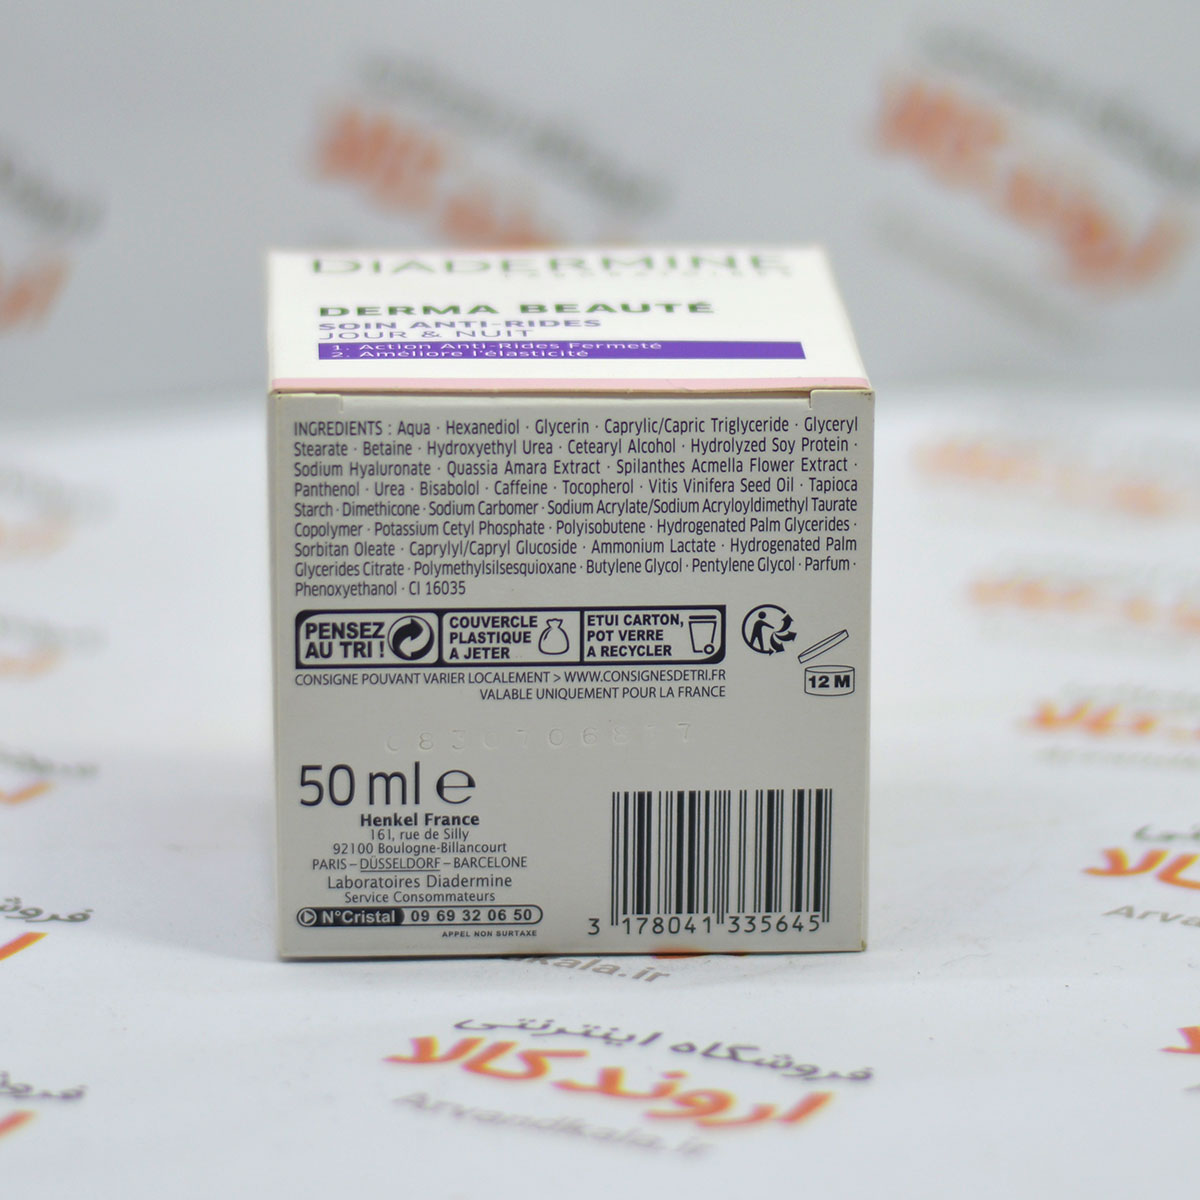 DIADERMINE
DERMA BEAUTÉ
SOIN ANTI-RIDES
JOUR & NUIT
1. Action Anti-Rides Fermeté
2. Améliore l'élasticité
INGREDIENTS : Aqua · Hexanediol · Glycerin · Caprylic/Capric Triglyceride · Glyceryl
Stearate · Betaine · Hydroxyethyl Urea · Cetearyl Alcohol · Hydrolyzed Soy Protein ·
Sodium Hyaluronate · Quassia Amara Extract · Spilanthes Acmella Flower Extract ·
Panthenol · Urea · Bisabolol · Caffeine · Tocopherol · Vitis Vinifera Seed Oil · Tapioca
Starch · Dimethicone · Sodium Carbomer · Sodium Acrylate/Sodium Acryloyldimethyl Taurate
Copolymer · Potassium Cetyl Phosphate · Polyisobutene · Hydrogenated Palm Glycerides ·
Sorbitan Oleate · Caprylyl/Capryl Glucoside · Ammonium Lactate · Hydrogenated Palm
Glycerides Citrate · Polymethylsilsesquioxane · Butylene Glycol · Pentylene Glycol · Parfum ·
Phenoxyethanol · CI 16035
PENSEZ
AU TRI !
COUVERCLE
PLASTIQUE
A JETER
ETUI CARTON,
POT VERRE
A RECYCLER
12 M
CONSIGNE POUVANT VARIER LOCALEMENT > WWW.CONSIGNESDETRI.FR
VALABLE UNIQUEMENT POUR LA FRANCE
50 ml e
Henkel France
161, rue de Silly
92100 Boulogne-Billancourt
PARIS – DÜSSELDORF – BARCELONE
Laboratoires Diadermine
Service Consommateurs
N°Cristal 09 69 32 06 50
APPEL NON SURTAXE
3 178041 335645
فروشگاه اینترنتی
اروند کالا
Arvandkala.ir